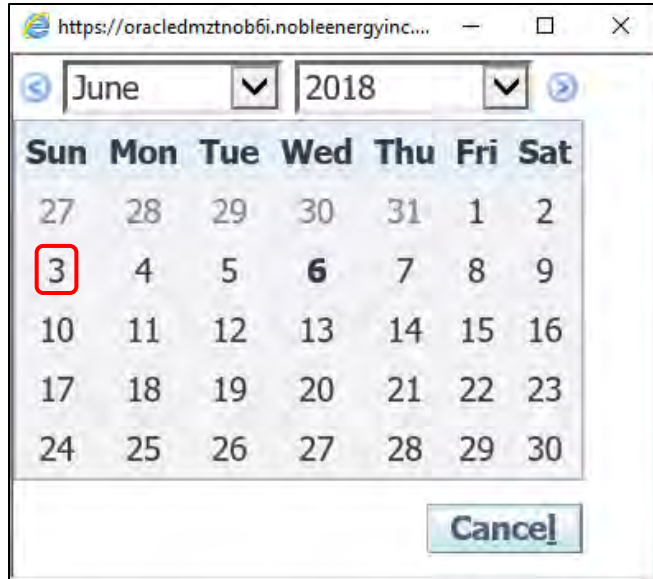 https://oracledmztnob6i.nobleenergyinc....
June 2018
Sun Mon Tue Wed Thu Fri Sat
27 28 29 30 31 1 2
3 4 5 6 7 8 9
10 11 12 13 14 15 16
17 18 19 20 21 22 23
24 25 26 27 28 29 30
Cancel